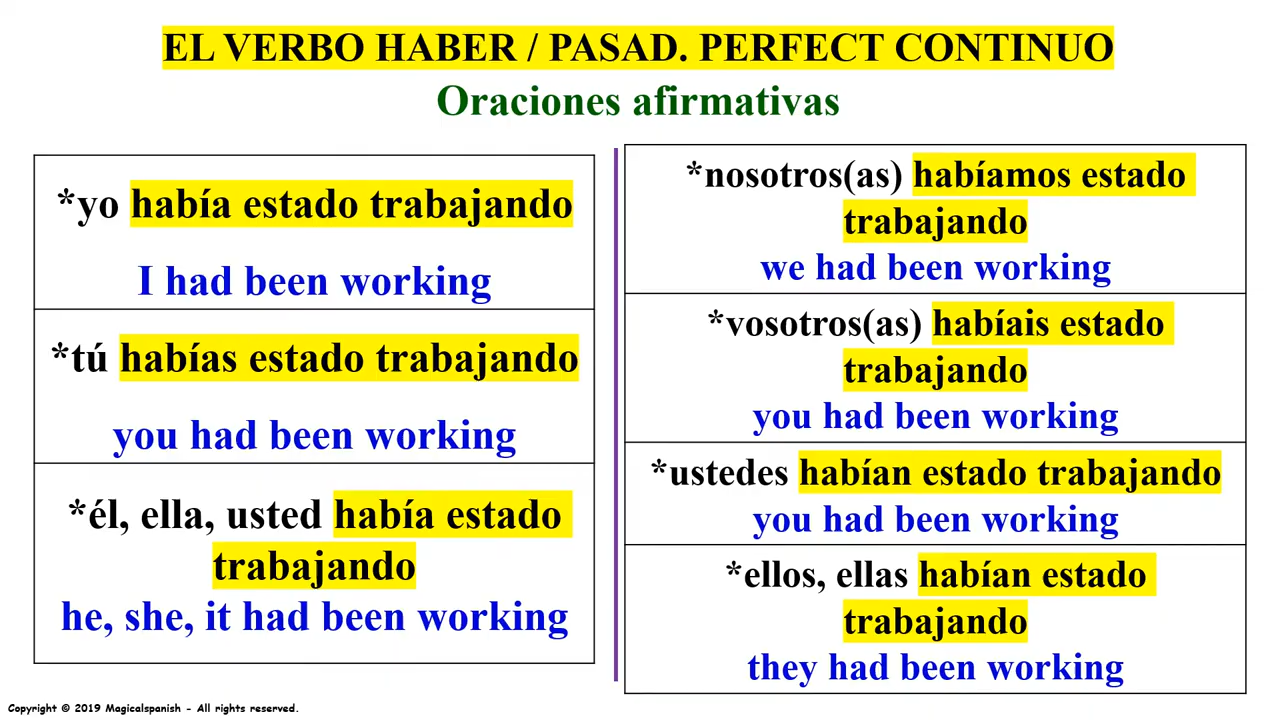 EL VERBO HABER / PASAD. PERFECT CONTINUO
Oraciones afirmativas
*yo había estado trabajando
I had been working
*tú habías estado trabajando
you had been working
*él, ella, usted había estado
trabajando
he, she, it had been working
*nosotros(as) habíamos estado
trabajando
we had been working
*vosotros(as) habíais estado
trabajando
you had been working
*ustedes habían estado trabajando
you had been working
*ellos, ellas habían estado
trabajando
they had been working
Copyright © 2019 Magicalspanish - All rights reserved.